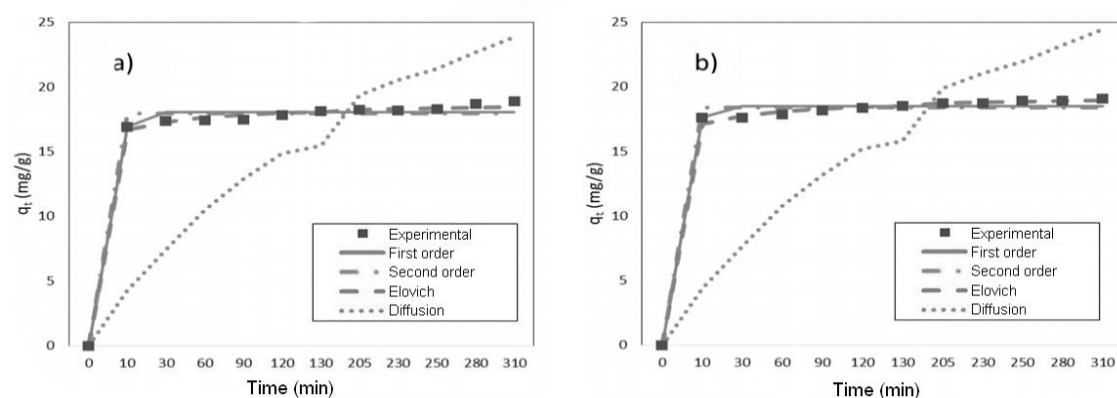 a)
25
20
15
10
5
0
qt (mg/g)
Experimental
First order
Second order
Elovich
Diffusion
0 10 30 60 90 120 130 205 230 250 280 310
Time (min)
b)
25
20
15
10
5
0
qt (mg/g)
Experimental
First order
Second order
Elovich
Diffusion
0 10 30 60 90 120 130 205 230 250 280 310
Time (min)